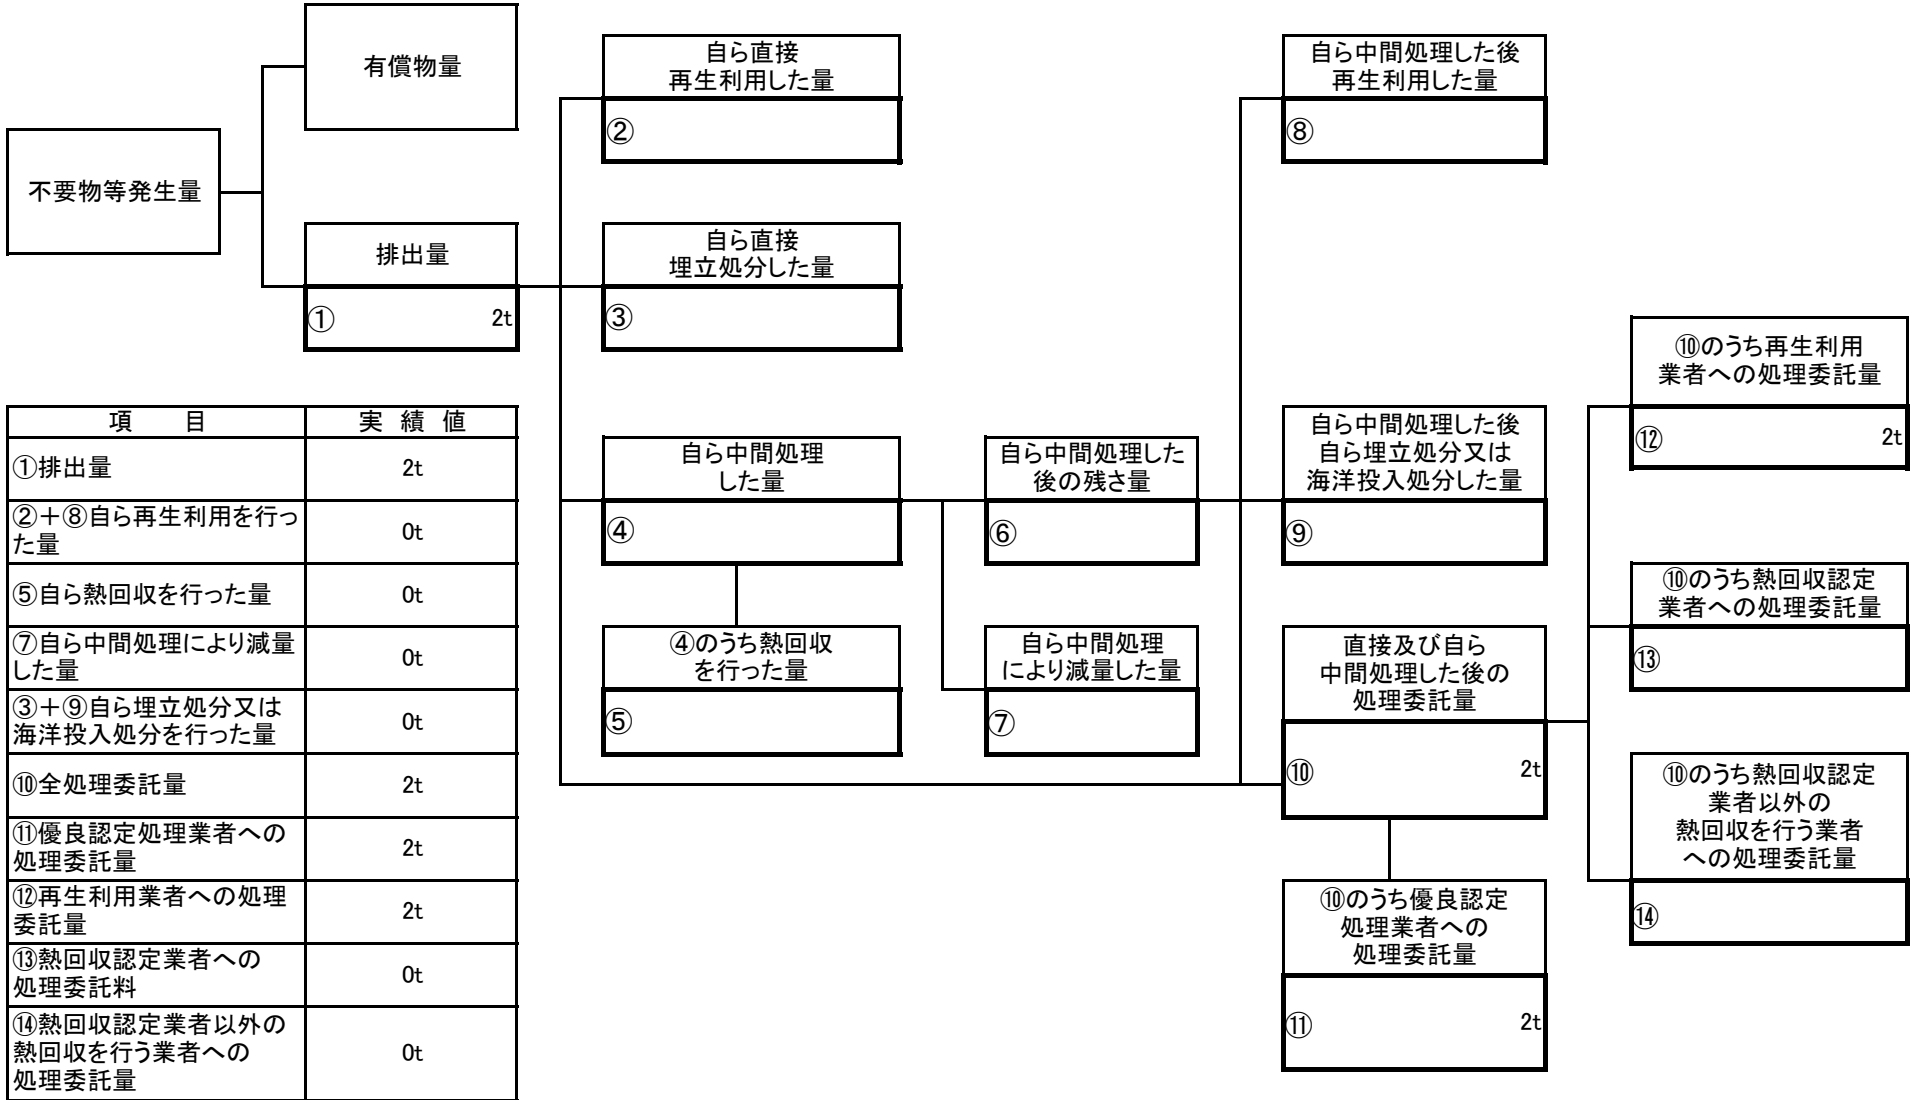 有償物量
不要物等発生量
排出量
① 2t
自ら直接
再生利用した量
②
自ら直接
埋立処分した量
③
自ら中間処理
した量
④
④のうち熱回収
を行った量
⑤
自ら中間処理した
後の残さ量
⑥
自ら中間処理
により減量した量
⑦
自ら中間処理した後
再生利用した量
⑧
自ら中間処理した後
自ら埋立処分又は
海洋投入処分した量
⑨
直接及び自ら
中間処理した後の
処理委託量
⑩ 2t
⑩のうち優良認定
処理業者への
処理委託量
⑪ 2t
⑩のうち再生利用
業者への処理委託量
⑫ 2t
⑩のうち熱回収認定
業者への処理委託量
⑬
⑩のうち熱回収認定
業者以外の
熱回収を行う業者
への処理委託量
⑭
項 目 実 績 値
①排出量 2t
②＋⑧自ら再生利用を行っ
た量 0t
⑤自ら熱回収を行った量 0t
⑦自ら中間処理により減量
した量 0t
③＋⑨自ら埋立処分又は
海洋投入処分を行った量 0t
⑩全処理委託量 2t
⑪優良認定処理業者への
処理委託量 2t
⑫再生利用業者への処理
委託量 2t
⑬熱回収認定業者への
処理委託料 0t
⑭熱回収認定業者以外の
熱回収を行う業者への
処理委託量 0t